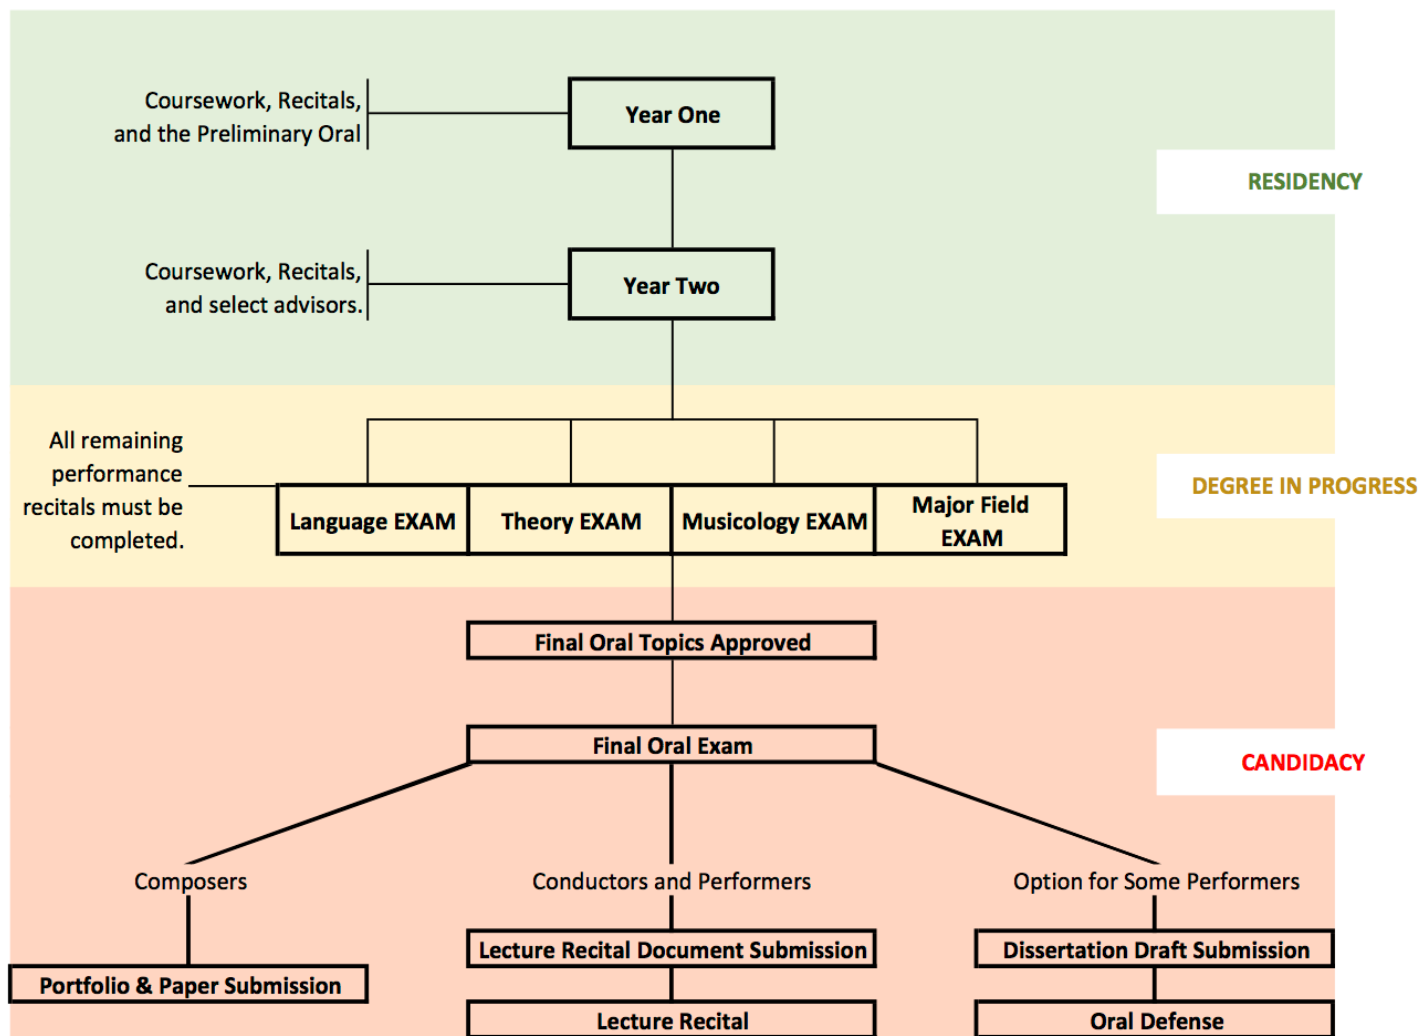 Coursework, Recitals,
and the Preliminary Oral
Year One
RESIDENCY
Coursework, Recitals,
and select advisors.
Year Two
All remaining
performance
recitals must be
completed.
Language EXAM
Theory EXAM
Musicology EXAM
Major Field
EXAM
DEGREE IN PROGRESS
Final Oral Topics Approved
Final Oral Exam
CANDIDACY
Composers
Conductors and Performers
Option for Some Performers
Portfolio & Paper Submission
Lecture Recital Document Submission
Dissertation Draft Submission
Lecture Recital
Oral Defense